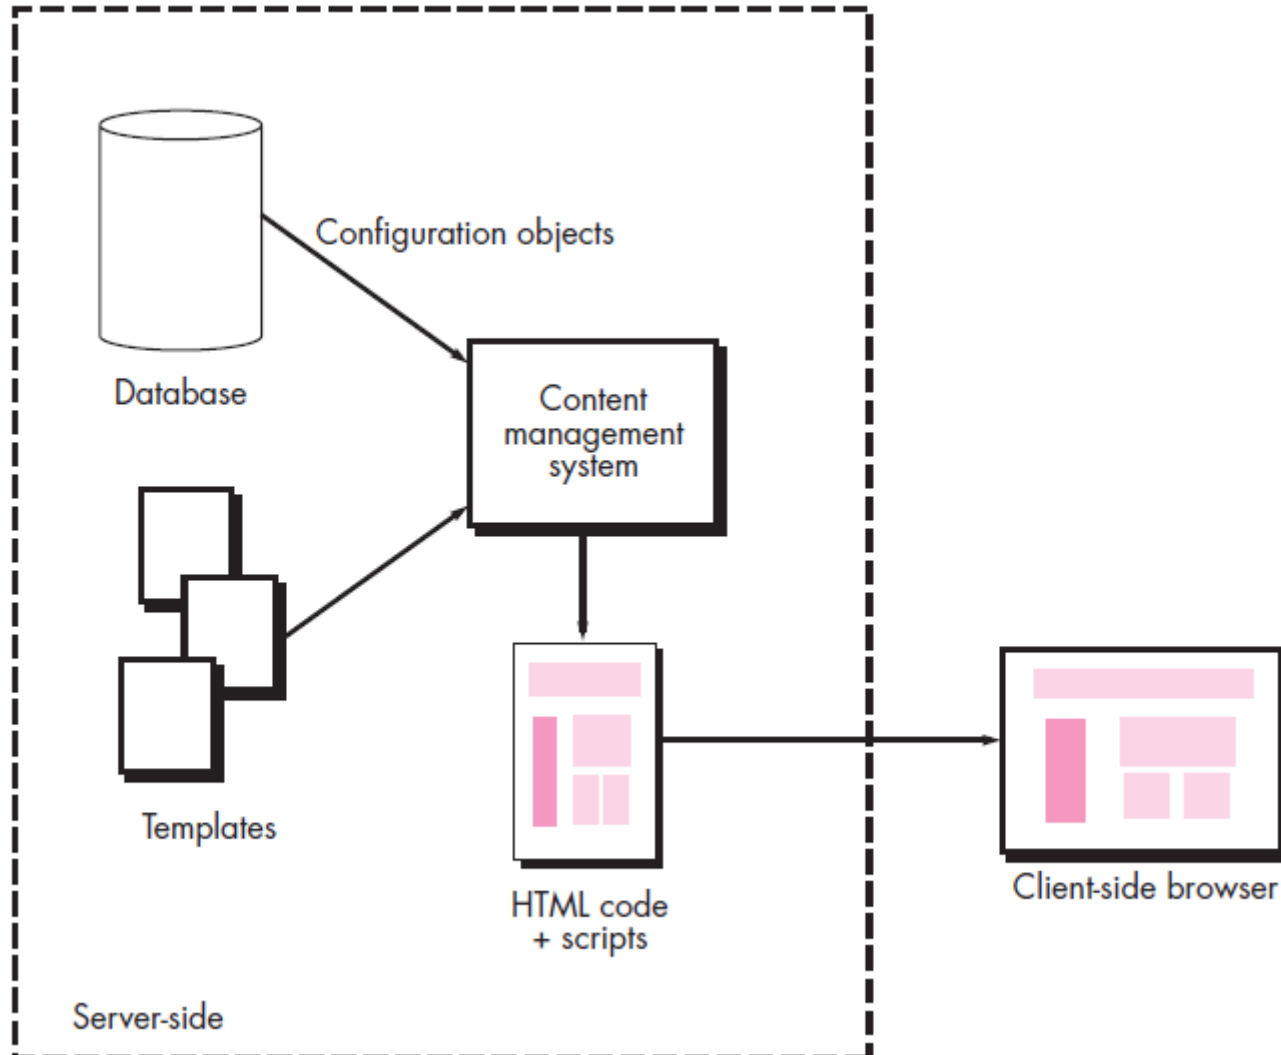 Configuration objects
Database
Content
management
system
Templates
HTML code
+ scripts
Client-side browser
Server-side